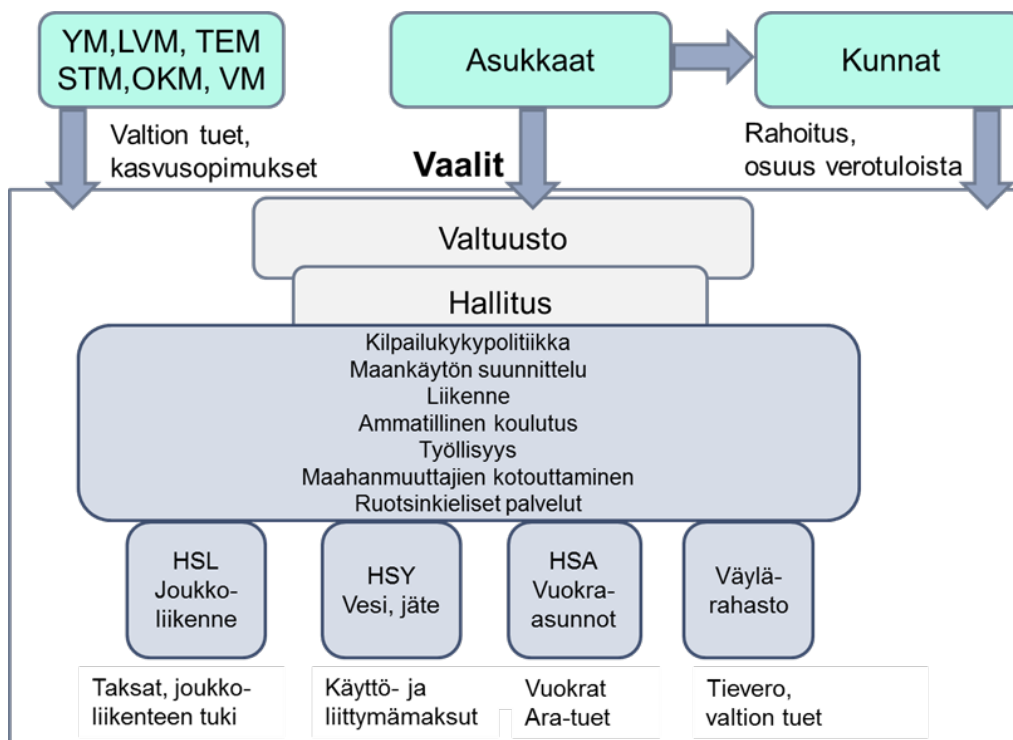 YM,LVM, TEM
STM,OKM, VM
Asukkaat
Kunnat
Valtion tuet,
kasvusopimukset
Vaalit
Rahoitus,
osuus verotuloista
Valtuusto
Hallitus
Kilpailukykypolitiikka
Maankäytön suunnittelu
Liikenne
Ammatillinen koulutus
Työllisyys
Maahanmuuttajien kotouttaminen
Ruotsinkieliset palvelut
HSL
Joukko-
liikenne
HSY
Vesi, jäte
HSA
Vuokra-
asunnot
Väylä-
rahasto
Taksat, joukko-
liikenteen tuki
Käyttö- ja
liittymämaksut
Vuokrat
Ara-tuet
Tievero,
valtion tuet